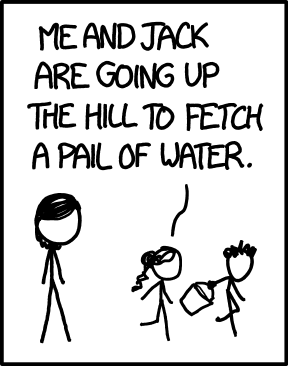 ME AND JACK
ARE GOING UP
THE HILL TO FETCH
A PAIL OF WATER.